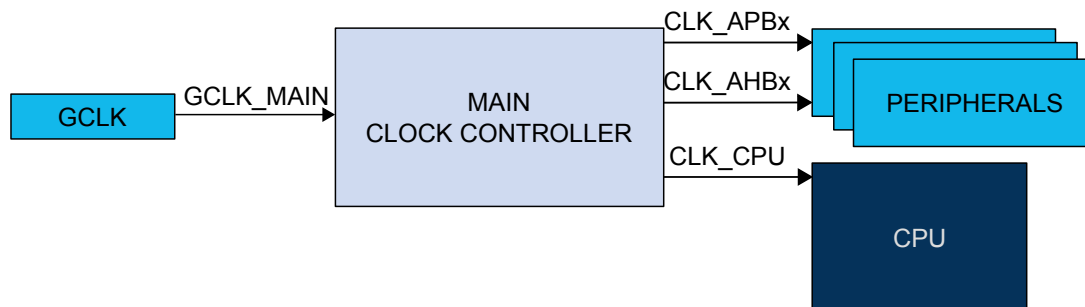 GCLK
GCLK_MAIN
MAIN
CLOCK CONTROLLER
CLK_APBx
CLK_AHBx
CLK_CPU
PERIPHERALS
CPU